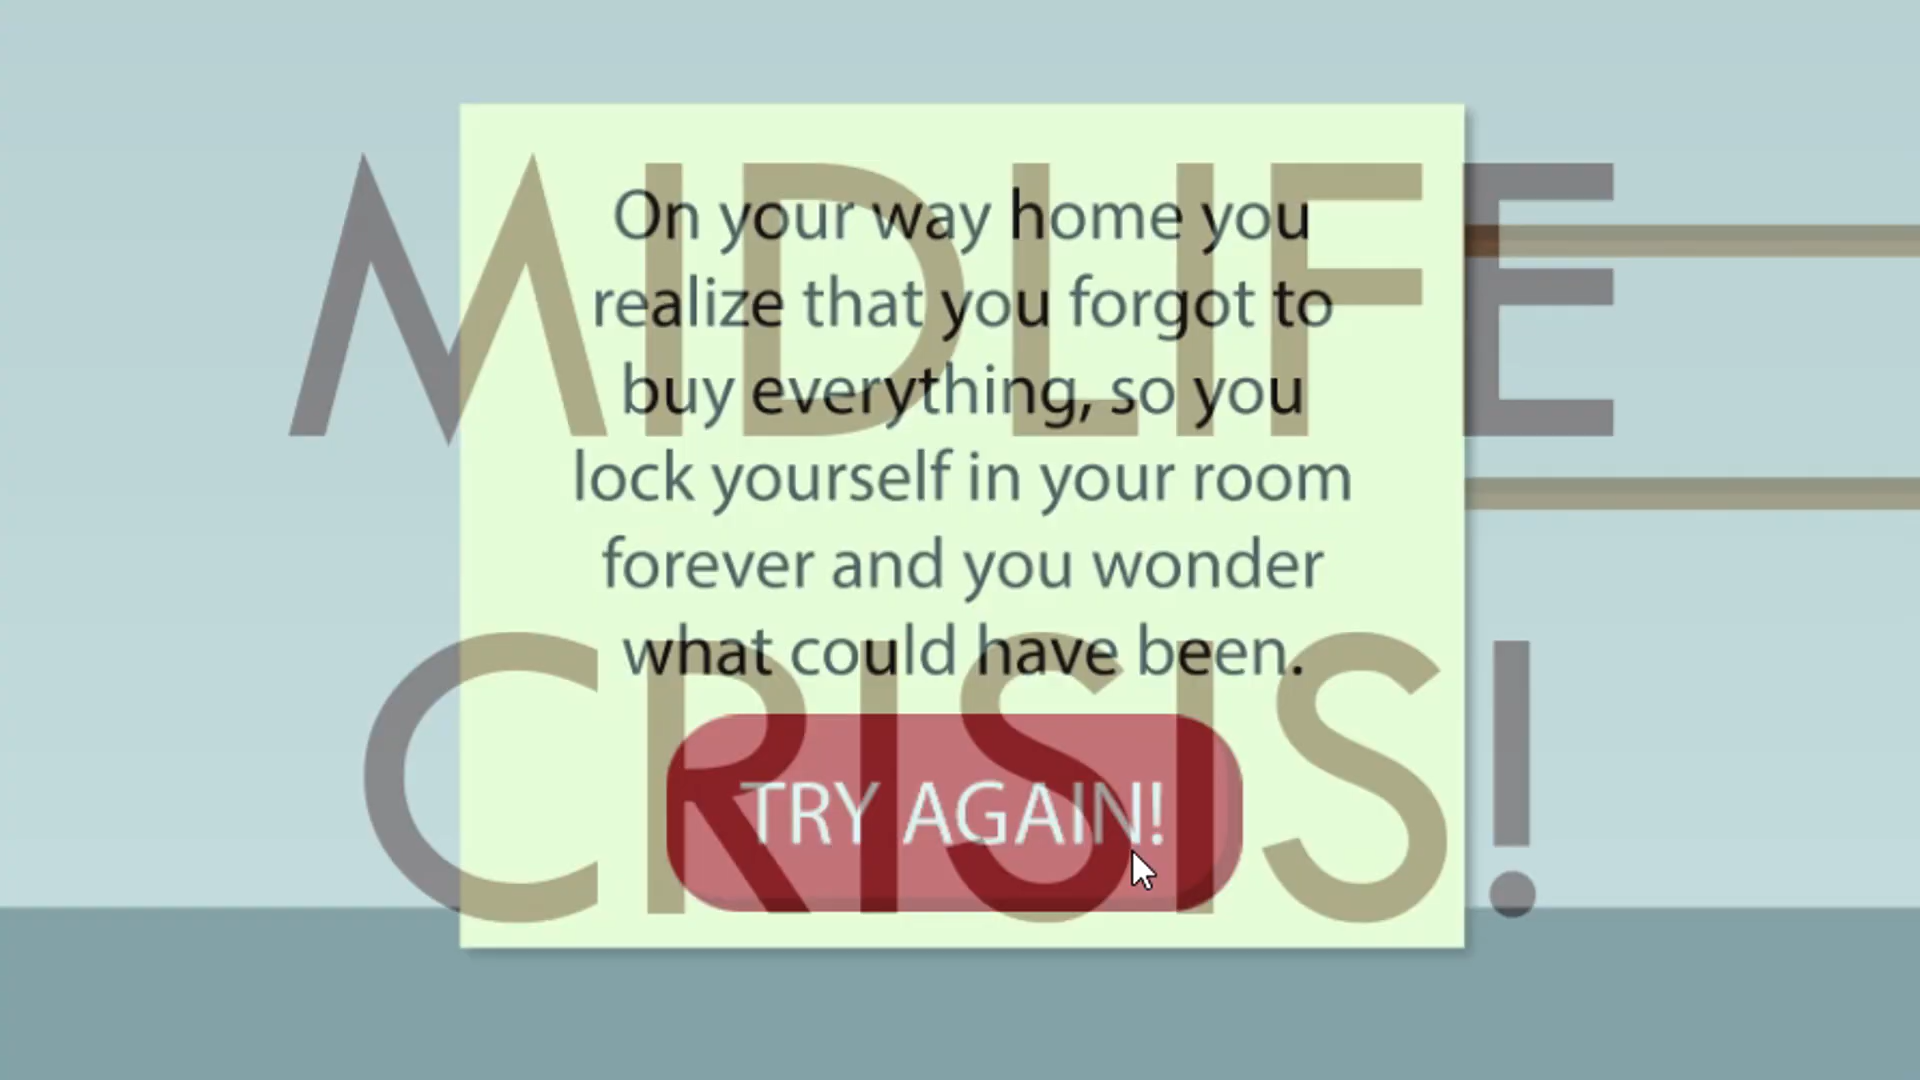 MIDLIFE
On your way home you
realize that you forgot to
buy everything, so you
lock yourself in your room
forever and you wonder
what could have been.
CRISIS!
TRY AGAIN!